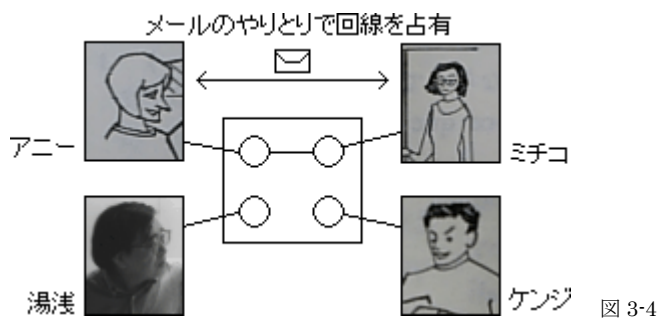 メールのやりとりで回線を占有
アニー
ミチコ
湯浅
ケンジ
図 3-4